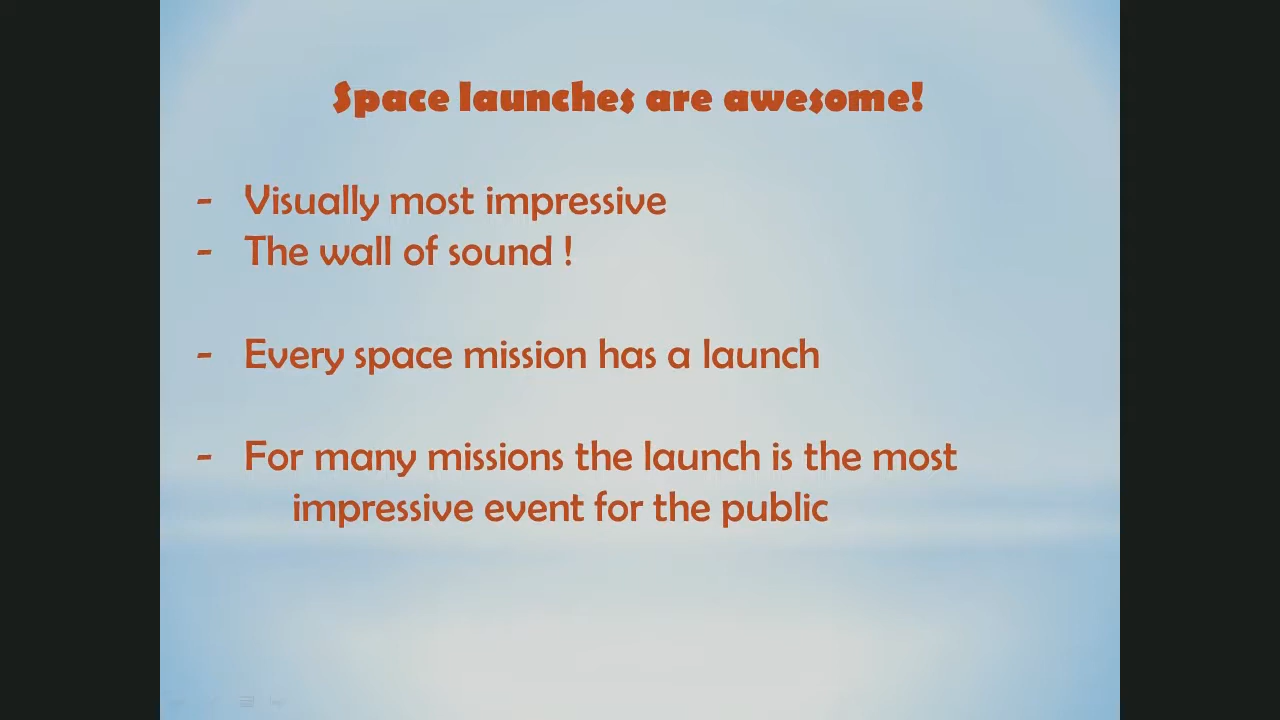 Space launches are awesome!
- Visually most impressive
- The wall of sound !
- Every space mission has a launch
- For many missions the launch is the most
impressive event for the public